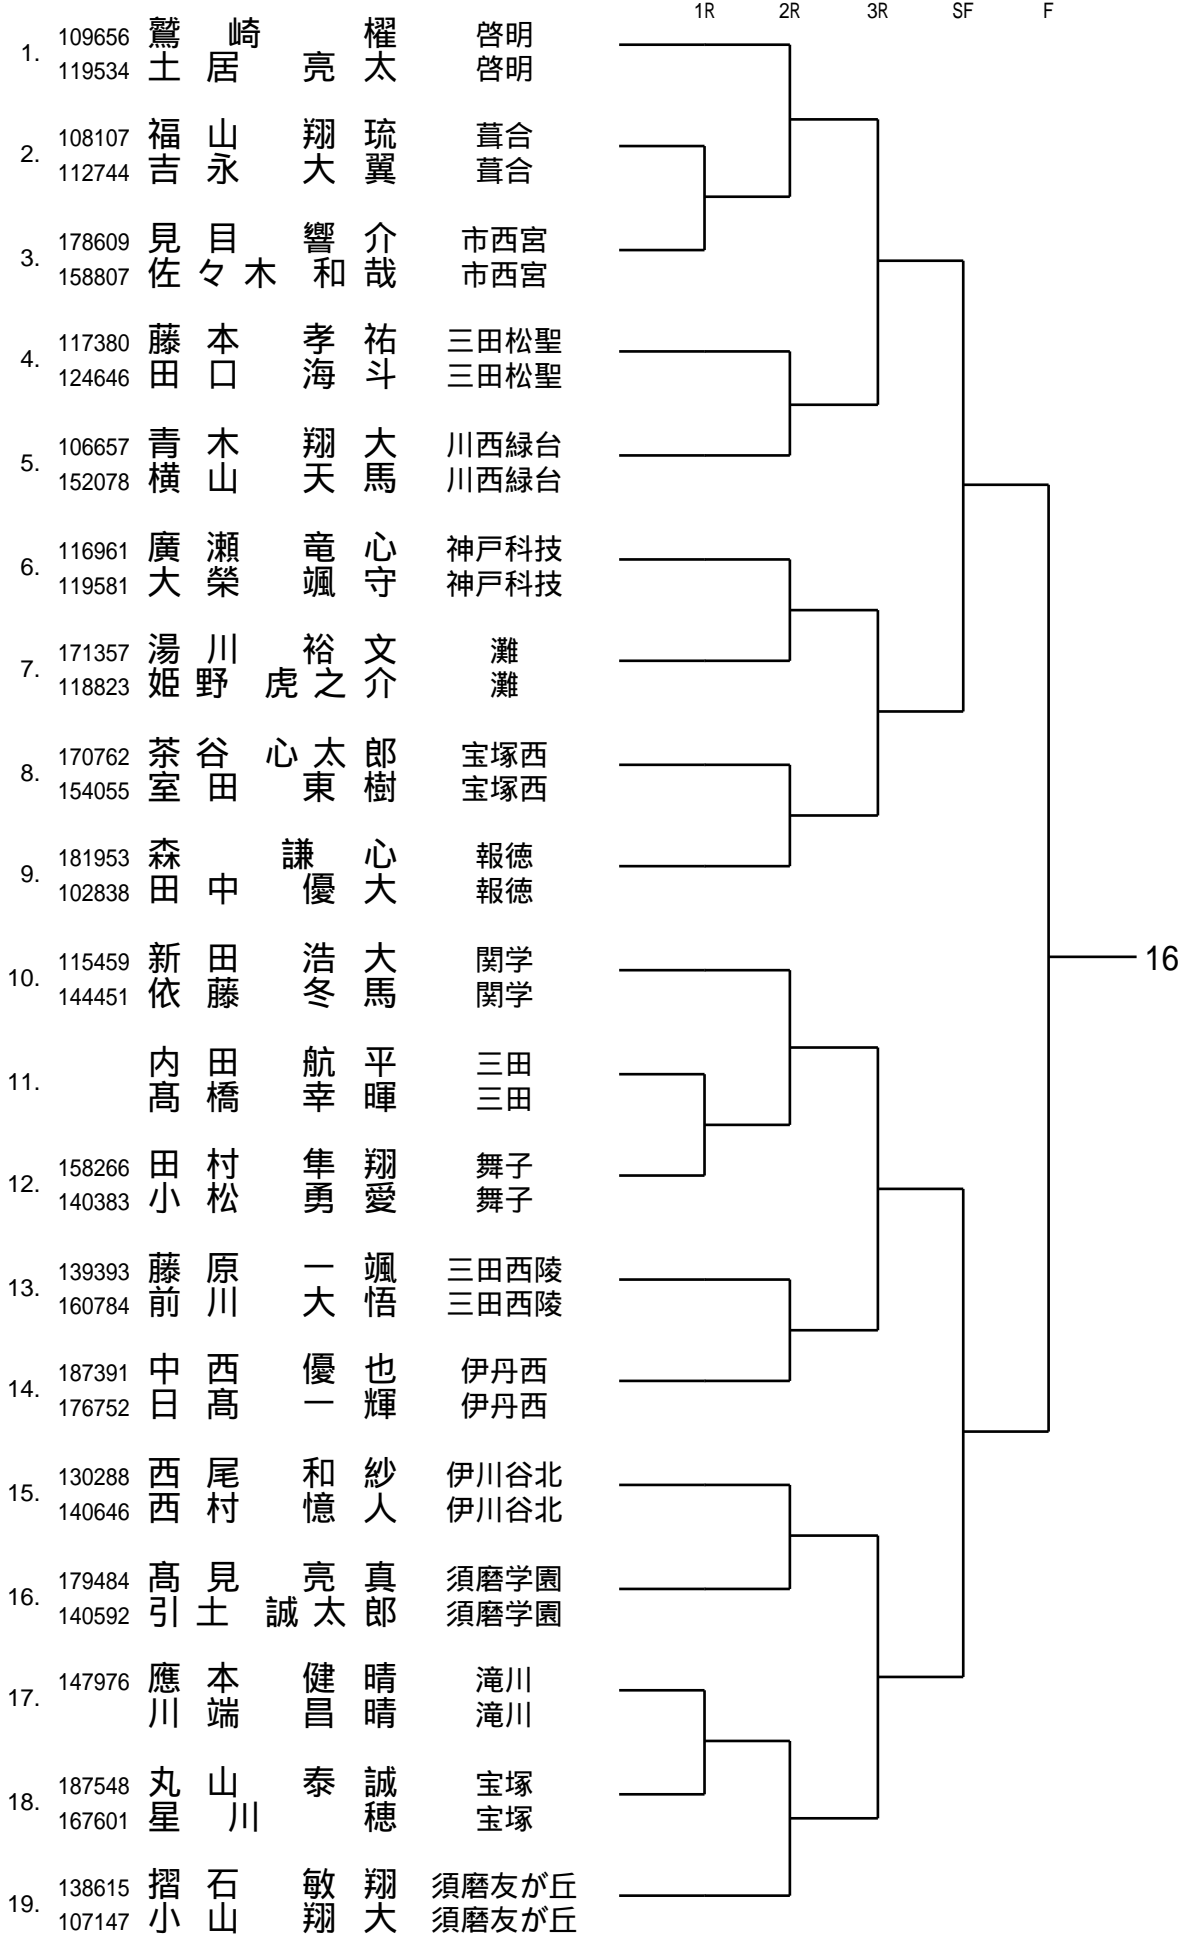 1R 2R 3R SF F
1. 109656 鷲崎 櫂 啓明
119534 土居 亮太 啓明
2. 108107 福山 翔琉 葺合
112744 吉永 大翼 葺合
3. 178609 見目 響介 市西宮
158807 佐々木 和哉 市西宮
4. 117380 藤本 孝祐 三田松聖
124646 田口 海斗 三田松聖
5. 106657 青木 翔大 川西緑台
152078 横山 天馬 川西緑台
6. 116961 廣瀬 竜心 神戸科技
119581 大榮 颯守 神戸科技
7. 171357 湯川 裕文 灘
118823 姫野 虎之介 灘
8. 170762 茶谷 心太郎 宝塚西
154055 室田 東樹 宝塚西
9. 181953 森 謙心 報徳
102838 田中 優大 報徳
10. 115459 新田 浩大 関学
144451 依藤 冬馬 関学
16
11. 内田 航平 三田
髙橋 幸暉 三田
12. 158266 田村 隼翔 舞子
140383 小松 勇愛 舞子
13. 139393 藤原 一颯 三田西陵
160784 前川 大悟 三田西陵
14. 187391 中西 優也 伊丹西
176752 日髙 一輝 伊丹西
15. 130288 西尾 和紗 伊川谷北
140646 西村 憶人 伊川谷北
16. 179484 髙見 亮真 須磨学園
140592 引土 誠太郎 須磨学園
17. 147976 應本 健晴 滝川
川端 昌晴 滝川
18. 187548 丸山 泰誠 宝塚
167601 星川 穂 宝塚
19. 138615 摺石 敏翔 須磨友が丘
107147 小山 翔大 須磨友が丘